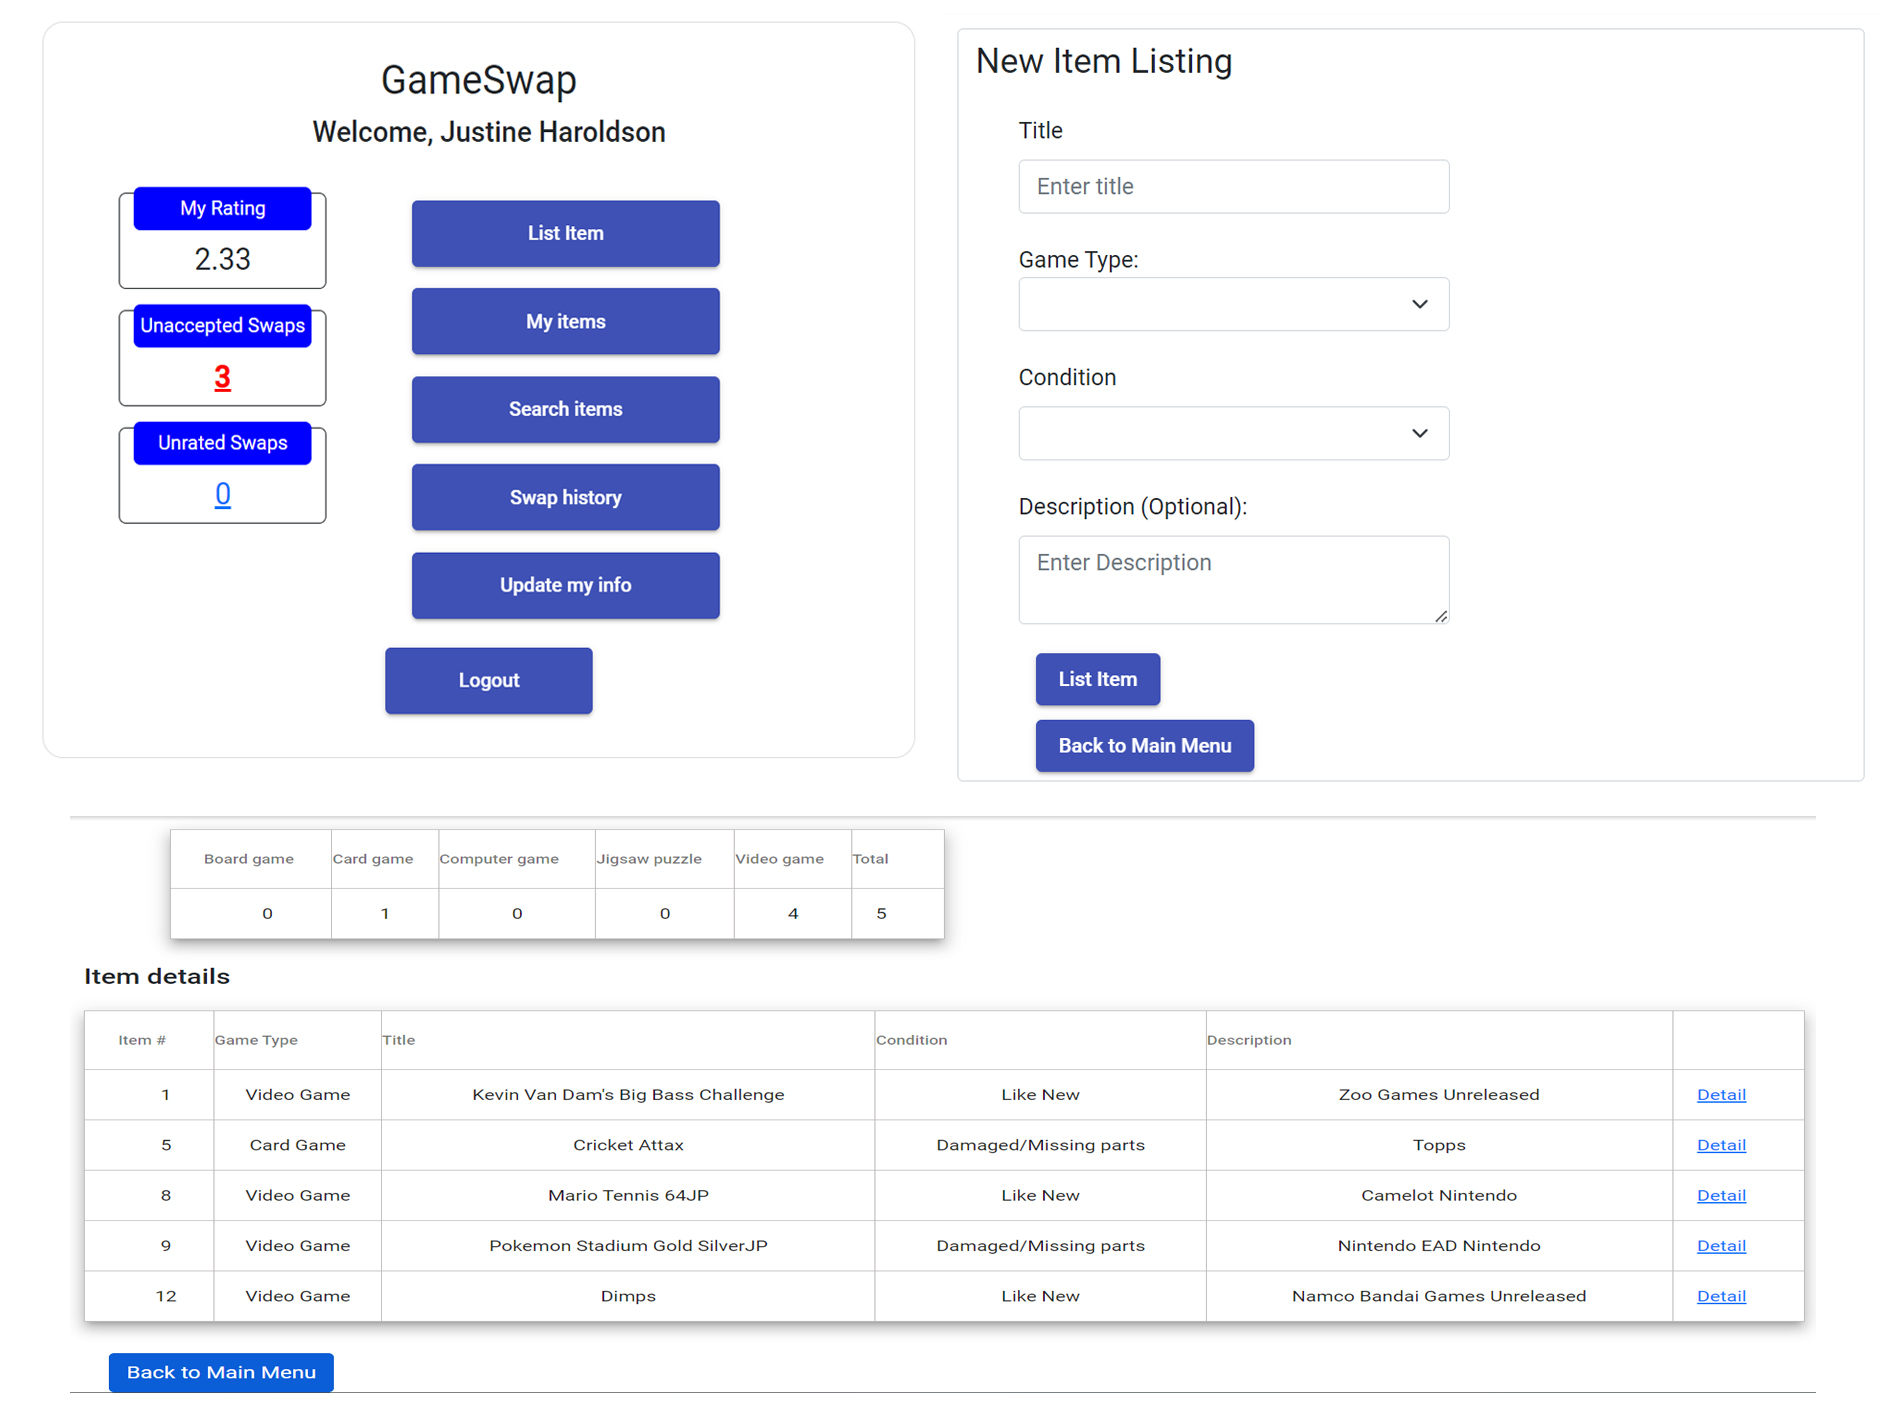 GameSwap
Welcome, Justine Haroldson
My Rating
2.33
Unaccepted Swaps
3
Unrated Swaps
0
List Item
My items
Search items
Swap history
Update my info
Logout
New Item Listing
Title
Enter title
Game Type:
Condition
Description (Optional):
Enter Description
List Item
Back to Main Menu
Board game Card game Computer game Jigsaw puzzle Video game Total
0 1 0 0 4 5
Item details
Item # Game Type Title Condition Description
1 Video Game Kevin Van Dam's Big Bass Challenge Like New Zoo Games Unreleased Detail
5 Card Game Cricket Attax Damaged/Missing parts Topps Detail
8 Video Game Mario Tennis 64JP Like New Camelot Nintendo Detail
9 Video Game Pokemon Stadium Gold SilverJP Damaged/Missing parts Nintendo EAD Nintendo Detail
12 Video Game Dimps Like New Namco Bandai Games Unreleased Detail
Back to Main Menu